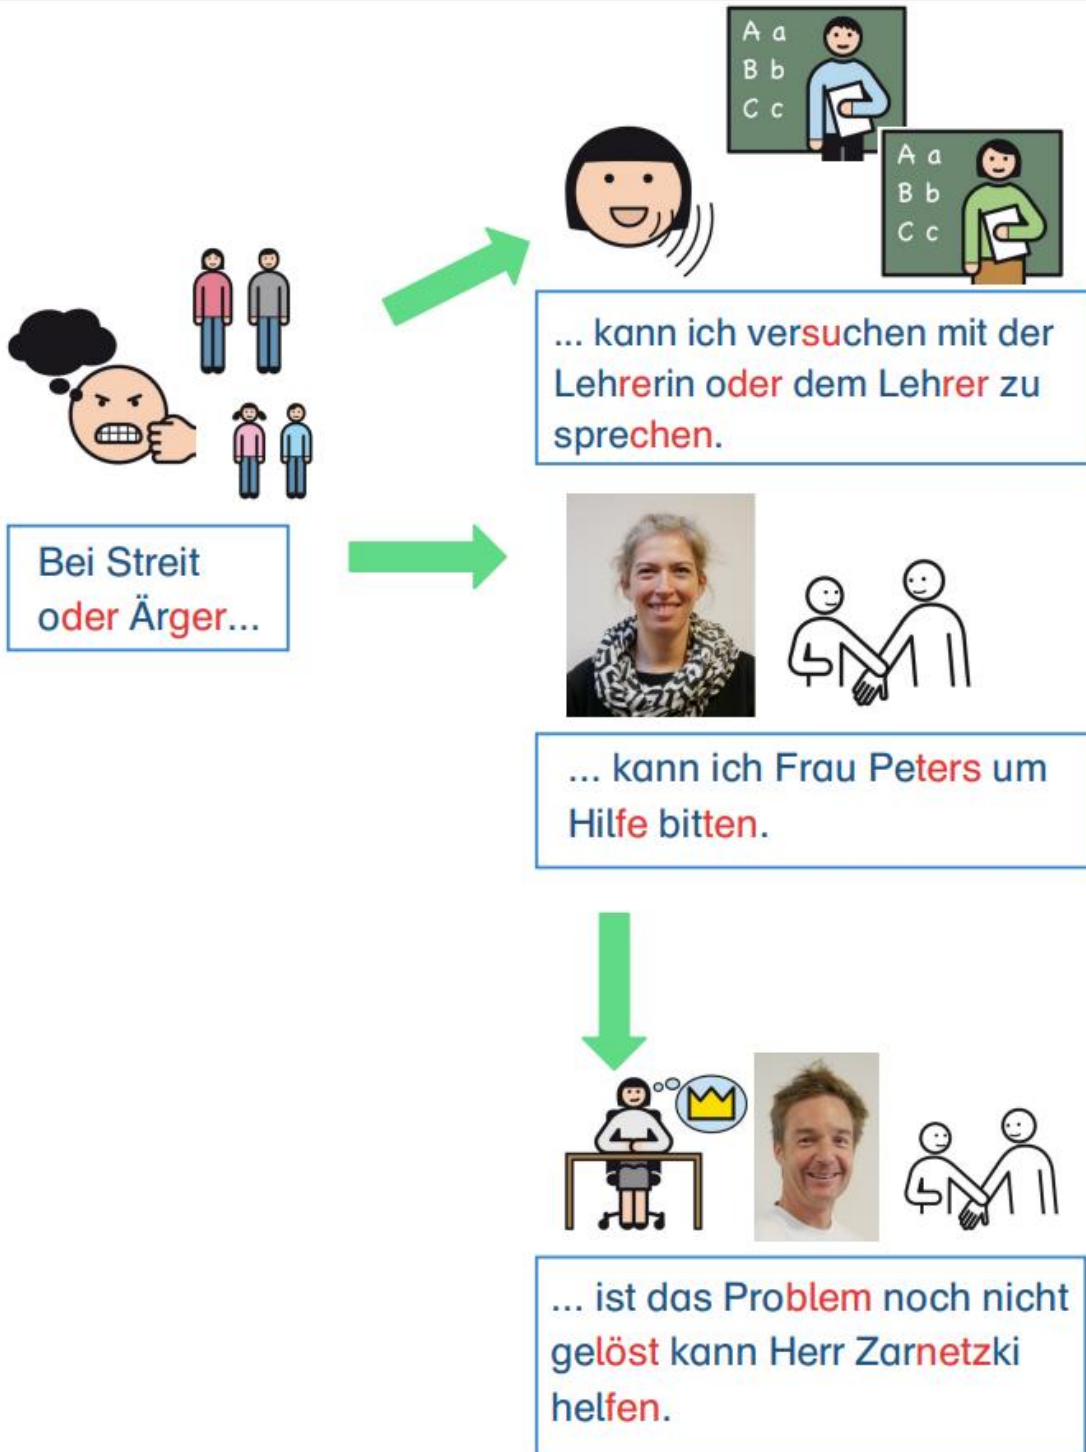 A a
B b
C c
A a
B b
C c
... kann ich versuchen mit der
Lehrerin oder dem Lehrer zu
sprechen.
Bei Streit
oder Ärger...
... kann ich Frau Peters um
Hilfe bitten.
... ist das Problem noch nicht
gelöst kann Herr Zarnetzki
helfen.